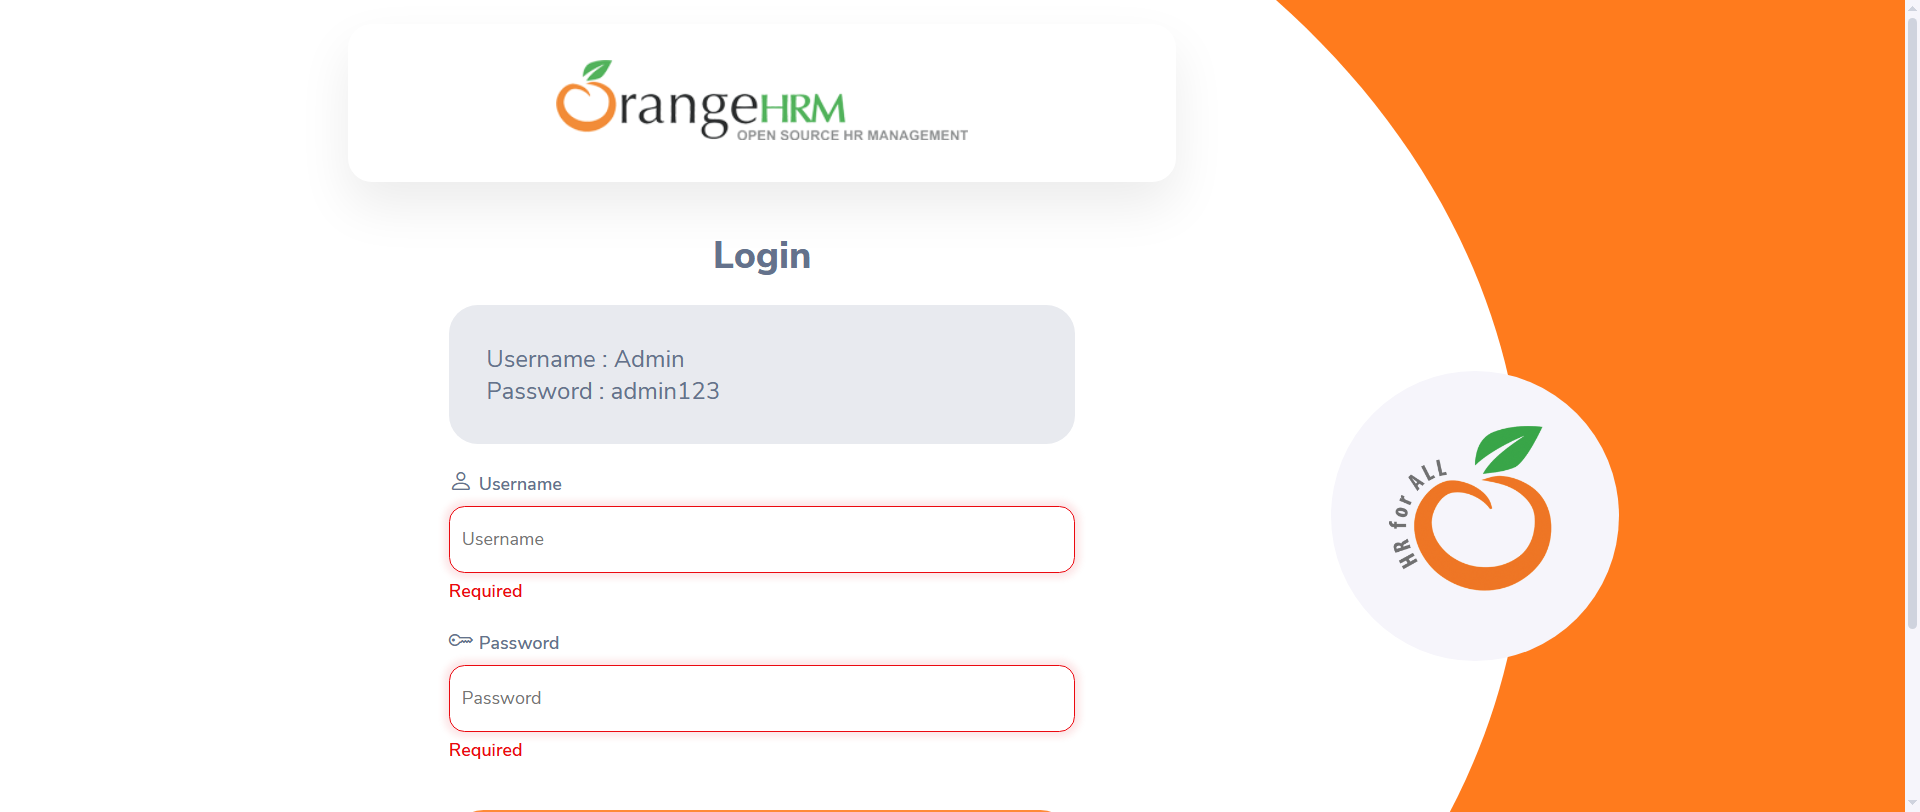 OrangeHRM
OPEN SOURCE HR MANAGEMENT
Login
Username : Admin
Password : admin123
Username
Username
Required
Password
Password
Required
HR for ALL